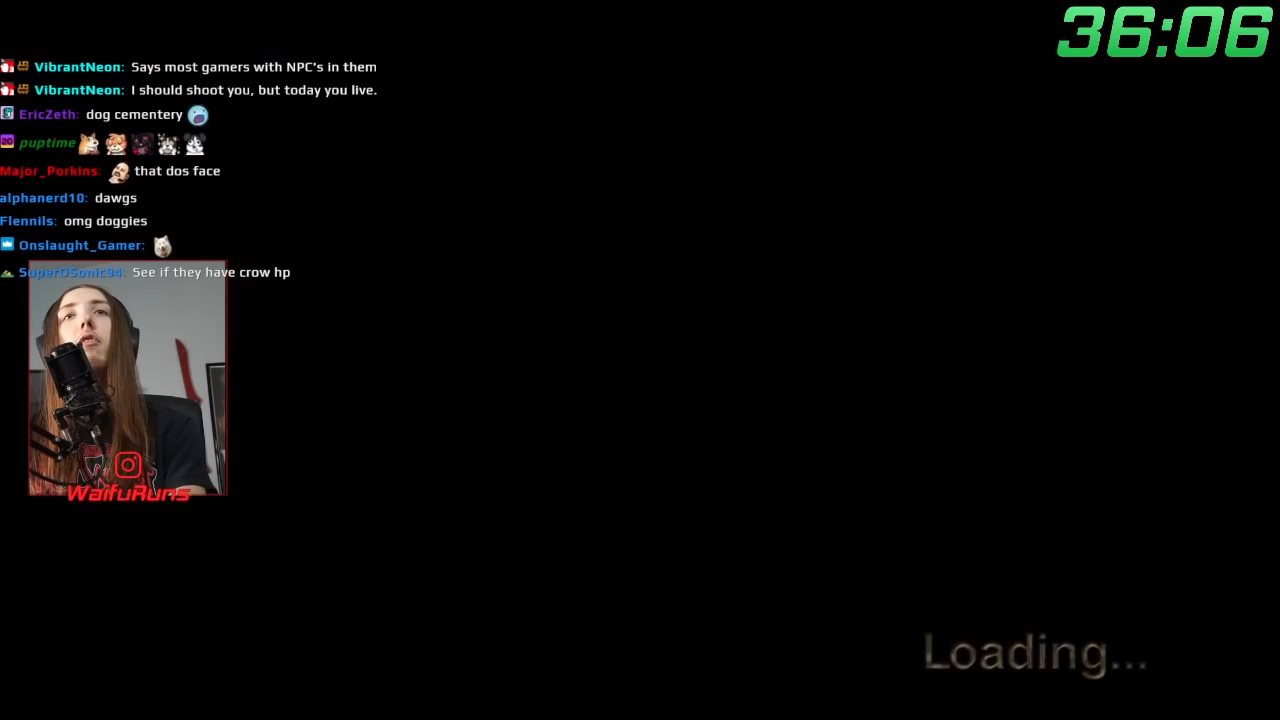 36:06
VibrantNeon: Says most gamers with NPC's in them
VibrantNeon: I should shoot you, but today you live.
EricZeth: dog cementery
20 puptime
Major_Porkins: that dos face
alphanerd10: dawgs
Flennils: omg doggies
Onslaught_Gamer:
SuperDSonic94: See if they have crow hp
WaifuRuns
Loading...